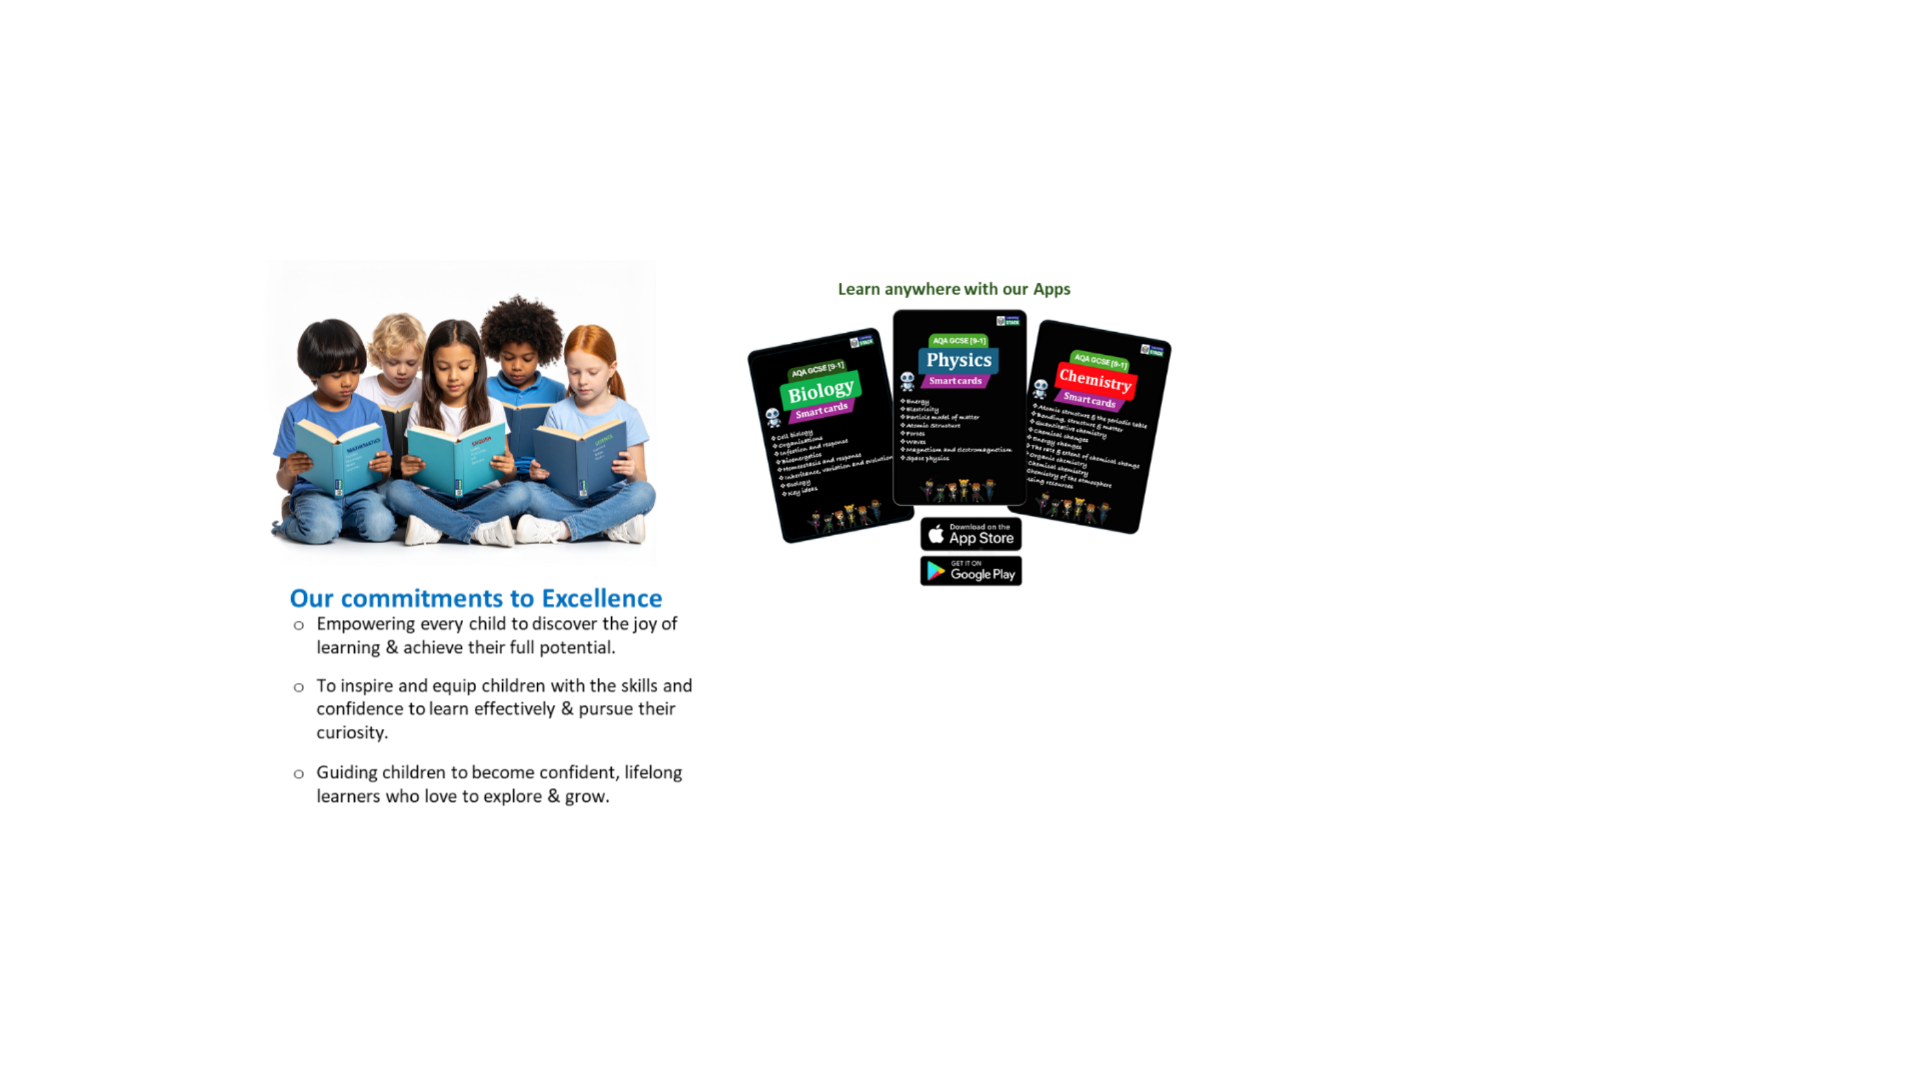 MATHEMATICS
ENGLISH
SCIENCE
Our commitments to Excellence
o Empowering every child to discover the joy of
learning & achieve their full potential.
o To inspire and equip children with the skills and
confidence to learn effectively & pursue their
curiosity.
o Guiding children to become confident, lifelong
learners who love to explore & grow.
Learn anywhere with our Apps
AQA GCSE [9-1]
Biology
Smart cards
❖ Cell biology
❖ Organisations
❖ Infection and response
❖ Bioenergetics
❖ Homeostasis and response
❖ Inheritance, variation and evolution
❖ Ecology
❖ Key ideas
AQA GCSE [9-1]
Physics
Smart cards
❖ Energy
❖ Electricity
❖ Particle model of matter
❖ Atomic Structure
❖ Forces
❖ Waves
❖ Magnetism and electromagnetism
❖ Space physics
AQA GCSE [9-1]
Chemistry
Smart cards
❖ Atomic structure & the periodic table
❖ Bonding, structure & matter
❖ Quantitative chemistry
❖ Chemical changes
❖ Energy changes
❖ The rate & extent of chemical change
❖ Organic chemistry
Chemical chemistry
Chemistry of the atmosphere
using resources
Download on the
App Store
GET IT ON
Google Play